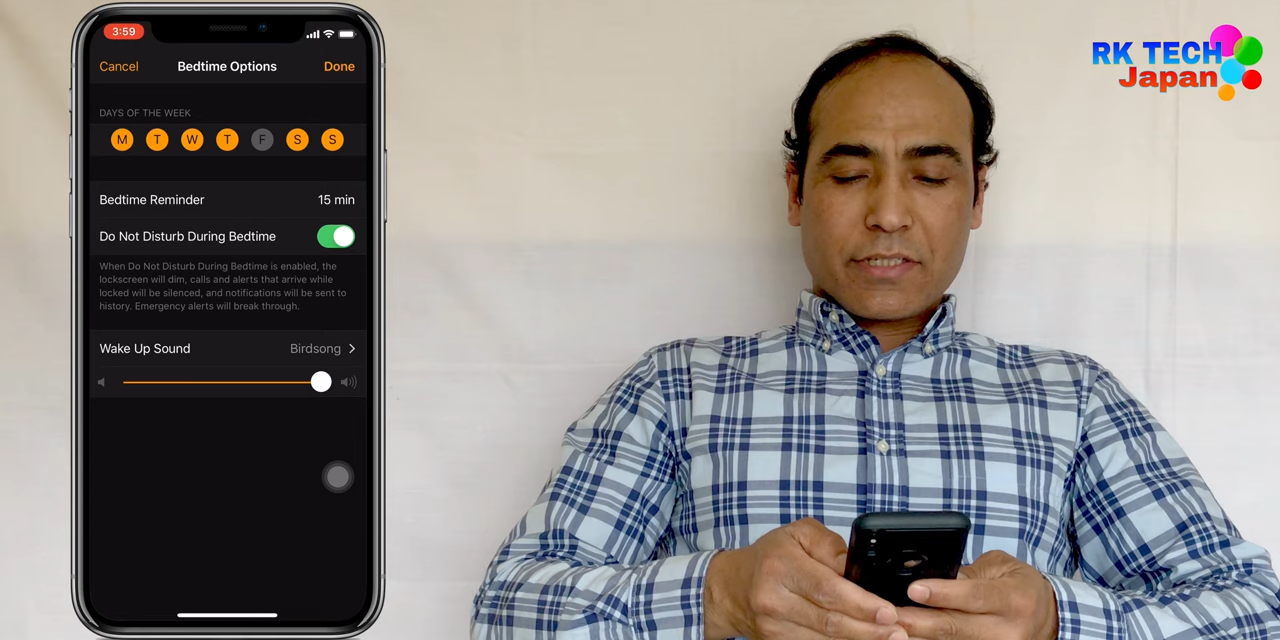 3:59
Cancel Bedtime Options Done
DAYS OF THE WEEK
M T W T F S S
Bedtime Reminder 15 min
Do Not Disturb During Bedtime
When Do Not Disturb During Bedtime is enabled, the
lockscreen will dim, calls and alerts that arrive while
locked will be silenced, and notifications will be sent to
history. Emergency alerts will break through.
Wake Up Sound Birdsong
RK TECH
Japan